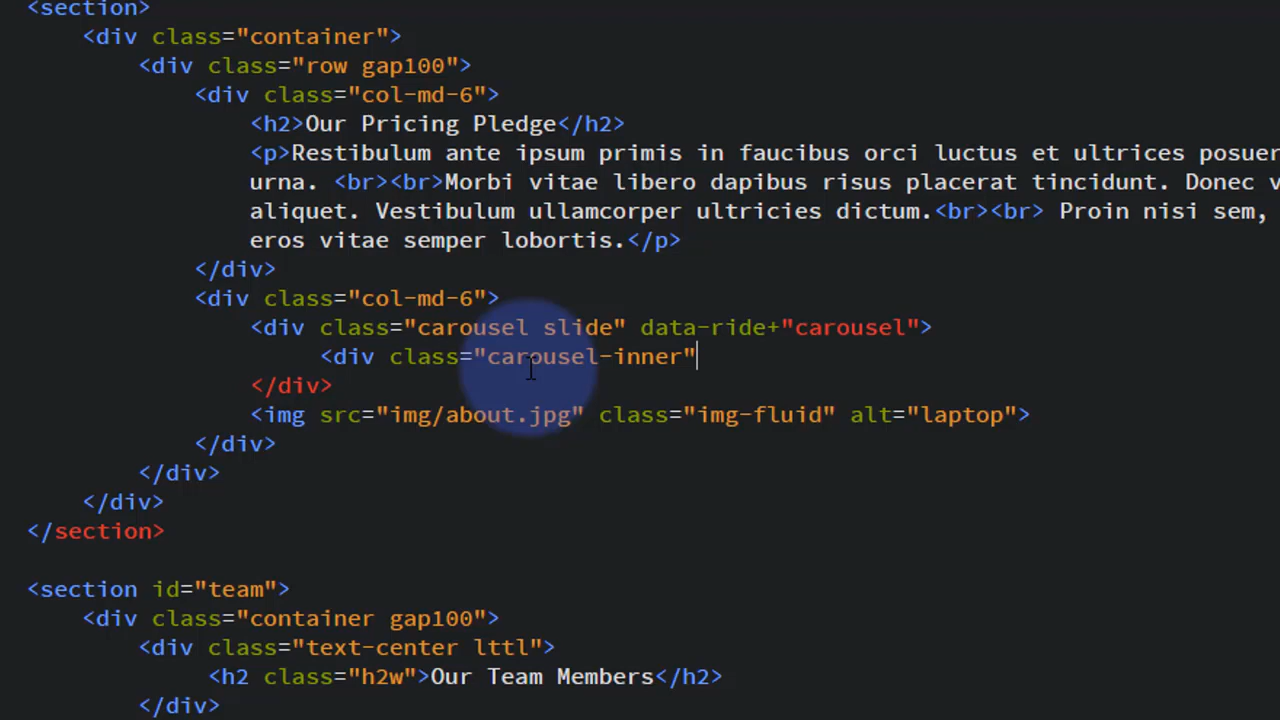 <section>
<div class="container">
<div class="row gap100">
<div class="col-md-6">
<h2>Our Pricing Pledge</h2>
<p>Restibulum ante ipsum primis in faucibus orci luctus et ultrices posuer
urna. <br><br>Morbi vitae libero dapibus risus placerat tincidunt. Donec v
aliquet. Vestibulum ullamcorper ultricies dictum.<br><br> Proin nisi sem,
eros vitae semper lobortis.</p>
</div>
<div class="col-md-6">
<div class="carousel slide" data-ride+"carousel">
<div class="carousel-inner"
</div>
<img src="img/about.jpg" class="img-fluid" alt="laptop">
</div>
</div>
</div>
</section>
<section id="team">
<div class="container gap100">
<div class="text-center lttl">
<h2 class="h2w">Our Team Members</h2>
</div>